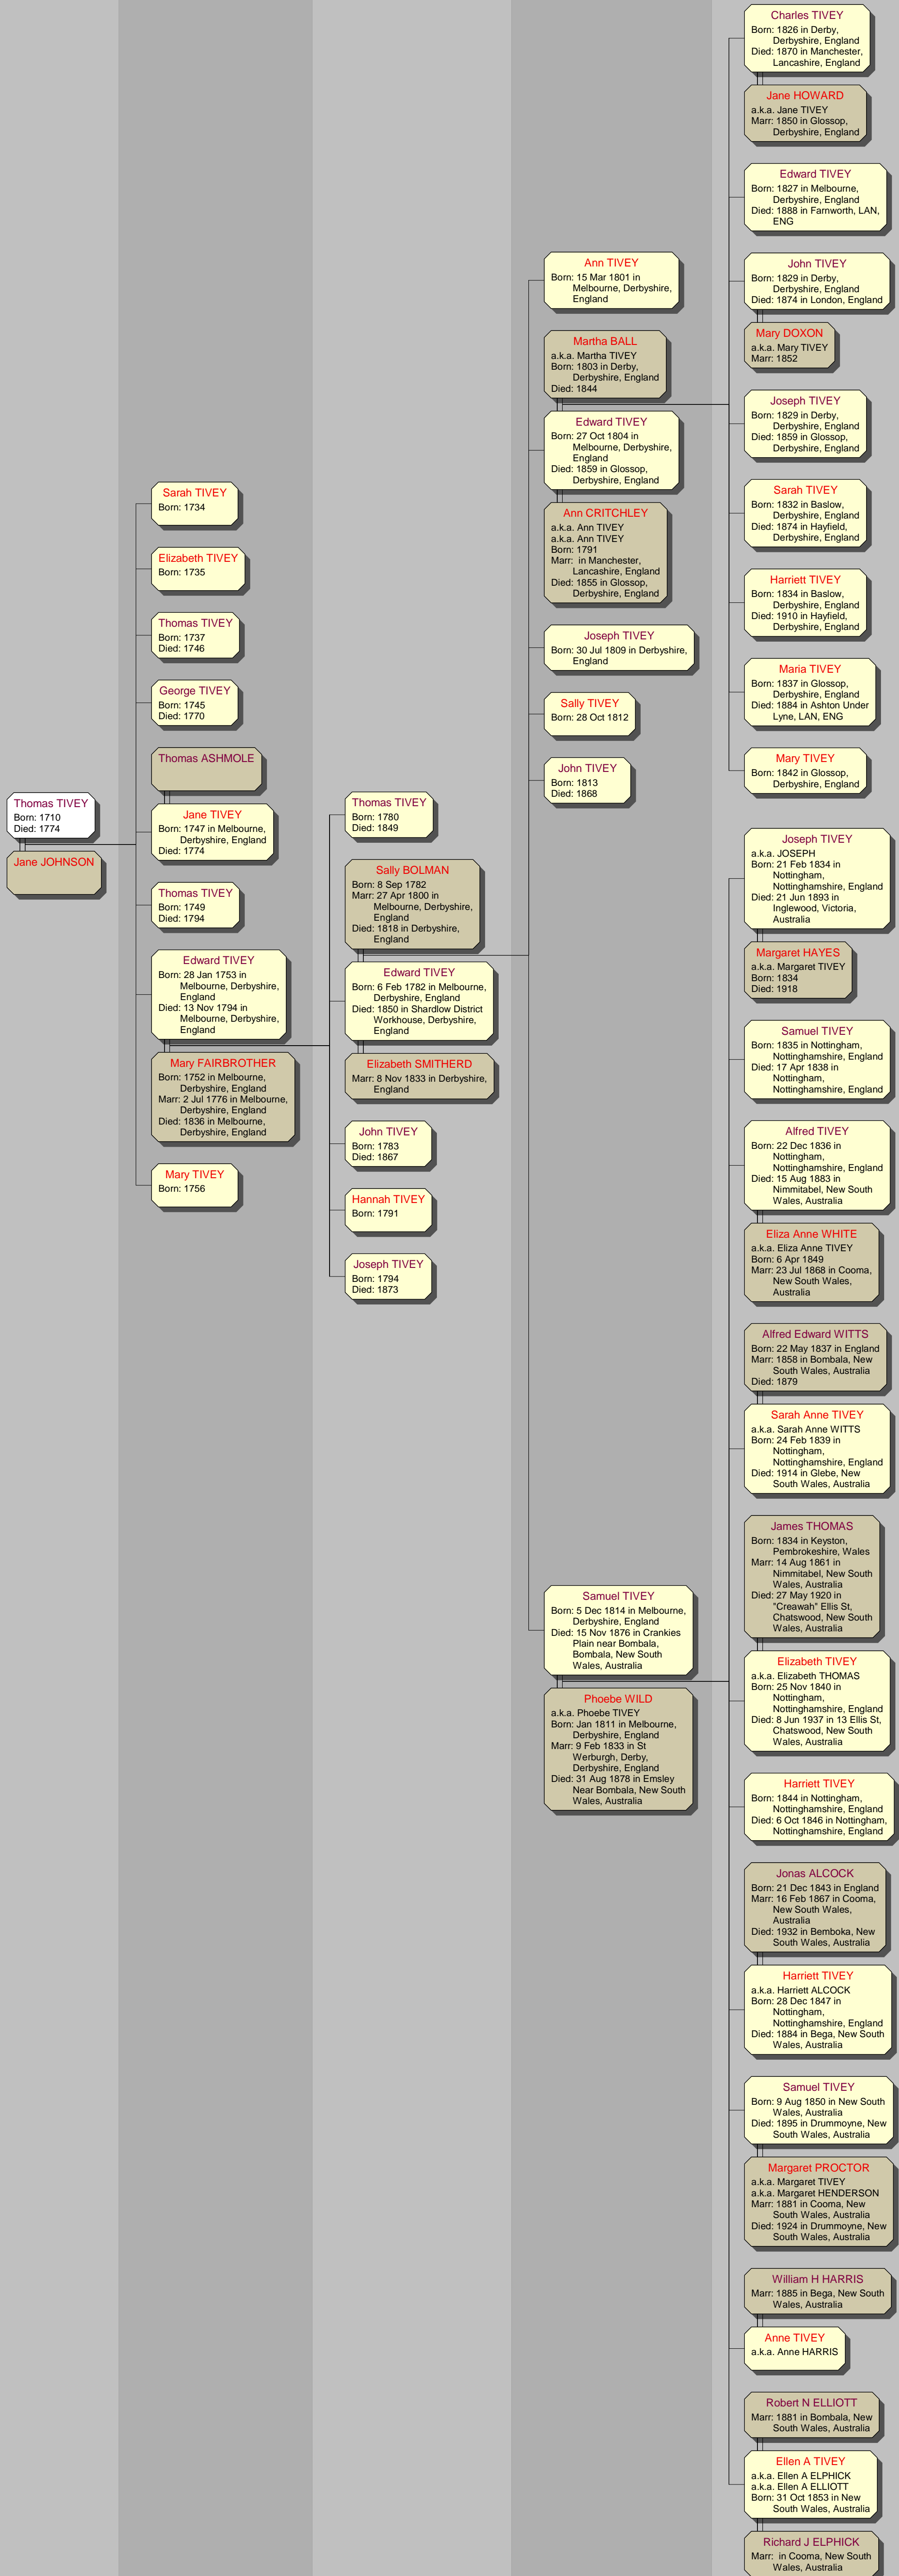 Thomas TIVEY
Born: 1710
Died: 1774
Jane JOHNSON
Sarah TIVEY
Born: 1734
Elizabeth TIVEY
Born: 1735
Thomas TIVEY
Born: 1737
Died: 1746
George TIVEY
Born: 1745
Died: 1770
Thomas ASHMOLE
Jane TIVEY
Born: 1747 in Melbourne,
Derbyshire, England
Died: 1774
Thomas TIVEY
Born: 1749
Died: 1794
Edward TIVEY
Born: 28 Jan 1753 in
Melbourne, Derbyshire,
England
Died: 13 Nov 1794 in
Melbourne, Derbyshire,
England
Mary FAIRBROTHER
Born: 1752 in Melbourne,
Derbyshire, England
Marr: 2 Jul 1776 in Melbourne,
Derbyshire, England
Died: 1836 in Melbourne,
Derbyshire, England
Mary TIVEY
Born: 1756
Thomas TIVEY
Born: 1780
Died: 1849
Sally BOLMAN
Born: 8 Sep 1782
Marr: 27 Apr 1800 in
Melbourne, Derbyshire,
England
Died: 1818 in Derbyshire,
England
Edward TIVEY
Born: 6 Feb 1782 in Melbourne,
Derbyshire, England
Died: 1850 in Shardlow District
Workhouse, Derbyshire,
England
Elizabeth SMITHERD
Marr: 8 Nov 1833 in Derbyshire,
England
John TIVEY
Born: 1783
Died: 1867
Hannah TIVEY
Born: 1791
Joseph TIVEY
Born: 1794
Died: 1873
Ann TIVEY
Born: 15 Mar 1801 in
Melbourne, Derbyshire,
England
Martha BALL
a.k.a. Martha TIVEY
Born: 1803 in Derby,
Derbyshire, England
Died: 1844
Edward TIVEY
Born: 27 Oct 1804 in
Melbourne, Derbyshire,
England
Died: 1859 in Glossop,
Derbyshire, England
Ann CRITCHLEY
a.k.a. Ann TIVEY
a.k.a. Ann TIVEY
Born: 1791
Marr:  in Manchester,
Lancashire, England
Died: 1855 in Glossop,
Derbyshire, England
Joseph TIVEY
Born: 30 Jul 1809 in Derbyshire,
England
Sally TIVEY
Born: 28 Oct 1812
John TIVEY
Born: 1813
Died: 1868
Samuel TIVEY
Born: 5 Dec 1814 in Melbourne,
Derbyshire, England
Died: 15 Nov 1876 in Crankies
Plain near Bombala,
Bombala, New South
Wales, Australia
Phoebe WILD
a.k.a. Phoebe TIVEY
Born: Jan 1811 in Melbourne,
Derbyshire, England
Marr: 9 Feb 1833 in St
Werburgh, Derby,
Derbyshire, England
Died: 31 Aug 1878 in Emsley
Near Bombala, New South
Wales, Australia
Charles TIVEY
Born: 1826 in Derby,
Derbyshire, England
Died: 1870 in Manchester,
Lancashire, England
Jane HOWARD
a.k.a. Jane TIVEY
Marr: 1850 in Glossop,
Derbyshire, England
Edward TIVEY
Born: 1827 in Melbourne,
Derbyshire, England
Died: 1888 in Farnworth, LAN,
ENG
John TIVEY
Born: 1829 in Derby,
Derbyshire, England
Died: 1874 in London, England
Mary DOXON
a.k.a. Mary TIVEY
Marr: 1852
Joseph TIVEY
Born: 1829 in Derby,
Derbyshire, England
Died: 1859 in Glossop,
Derbyshire, England
Sarah TIVEY
Born: 1832 in Baslow,
Derbyshire, England
Died: 1874 in Hayfield,
Derbyshire, England
Harriett TIVEY
Born: 1834 in Baslow,
Derbyshire, England
Died: 1910 in Hayfield,
Derbyshire, England
Maria TIVEY
Born: 1837 in Glossop,
Derbyshire, England
Died: 1884 in Ashton Under
Lyne, LAN, ENG
Mary TIVEY
Born: 1842 in Glossop,
Derbyshire, England
Joseph TIVEY
a.k.a. JOSEPH
Born: 21 Feb 1834 in
Nottingham,
Nottinghamshire, England
Died: 21 Jun 1893 in
Inglewood, Victoria,
Australia
Margaret HAYES
a.k.a. Margaret TIVEY
Born: 1834
Died: 1918
Samuel TIVEY
Born: 1835 in Nottingham,
Nottinghamshire, England
Died: 17 Apr 1838 in
Nottingham,
Nottinghamshire, England
Alfred TIVEY
Born: 22 Dec 1836 in
Nottingham,
Nottinghamshire, England
Died: 15 Aug 1883 in
Nimmitabel, New South
Wales, Australia
Eliza Anne WHITE
a.k.a. Eliza Anne TIVEY
Born: 6 Apr 1849
Marr: 23 Jul 1868 in Cooma,
New South Wales,
Australia
Alfred Edward WITTS
Born: 22 May 1837 in England
Marr: 1858 in Bombala, New
South Wales, Australia
Died: 1879
Sarah Anne TIVEY
a.k.a. Sarah Anne WITTS
Born: 24 Feb 1839 in
Nottingham,
Nottinghamshire, England
Died: 1914 in Glebe, New
South Wales, Australia
James THOMAS
Born: 1834 in Keyston,
Pembrokeshire, Wales
Marr: 14 Aug 1861 in
Nimmitabel, New South
Wales, Australia
Died: 27 May 1920 in
"Creawah" Ellis St,
Chatswood, New South
Wales, Australia
Elizabeth TIVEY
a.k.a. Elizabeth THOMAS
Born: 25 Nov 1840 in
Nottingham,
Nottinghamshire, England
Died: 8 Jun 1937 in 13 Ellis St,
Chatswood, New South
Wales, Australia
Harriett TIVEY
Born: 1844 in Nottingham,
Nottinghamshire, England
Died: 6 Oct 1846 in Nottingham,
Nottinghamshire, England
Jonas ALCOCK
Born: 21 Dec 1843 in England
Marr: 16 Feb 1867 in Cooma,
New South Wales,
Australia
Died: 1932 in Bemboka, New
South Wales, Australia
Harriett TIVEY
a.k.a. Harriett ALCOCK
Born: 28 Dec 1847 in
Nottingham,
Nottinghamshire, England
Died: 1884 in Bega, New South
Wales, Australia
Samuel TIVEY
Born: 9 Aug 1850 in New South
Wales, Australia
Died: 1895 in Drummoyne, New
South Wales, Australia
Margaret PROCTOR
a.k.a. Margaret TIVEY
a.k.a. Margaret HENDERSON
Marr: 1881 in Cooma, New
South Wales, Australia
Died: 1924 in Drummoyne, New
South Wales, Australia
William H HARRIS
Marr: 1885 in Bega, New South
Wales, Australia
Anne TIVEY
a.k.a. Anne HARRIS
Robert N ELLIOTT
Marr: 1881 in Bombala, New
South Wales, Australia
Ellen A TIVEY
a.k.a. Ellen A ELPHICK
a.k.a. Ellen A ELLIOTT
Born: 31 Oct 1853 in New
South Wales, Australia
Richard J ELPHICK
Marr:  in Cooma, New South
Wales, Australia